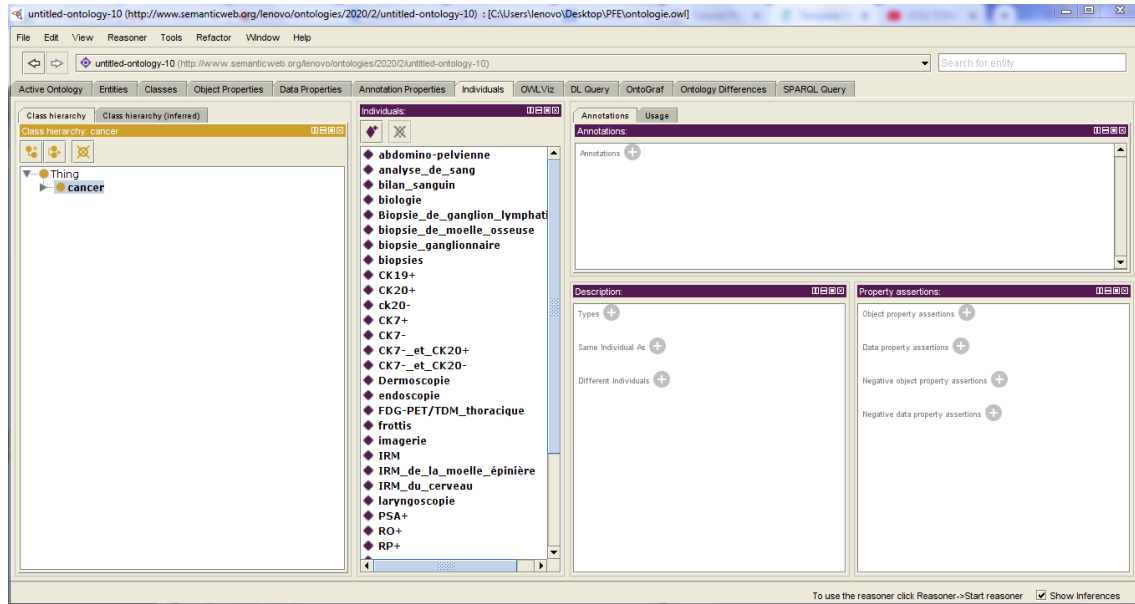 untitled-ontology-10 (http://www.semanticweb.org/lenovo/ontologies/2020/2/untitled-ontology-10) : [C:\Users\lenovo\Desktop\PFE\ontologie.owl]
File Edit View Reasoner Tools Refactor Window Help
untitled-ontology-10 (http://www.semanticweb.org/lenovo/ontologies/2020/2/untitled-ontology-10)
Search for entity
Active Ontology Entities Classes Object Properties Data Properties Annotation Properties Individuals OWLViz DL Query OntoGraf Ontology Differences SPARQL Query
Class hierarchy Class hierarchy (inferred)
Class hierarchy: cancer
Thing
cancer
Individuals:
abdomino-pelvienne
analyse_de_sang
bilan_sanguin
biologie
Biopsie_de_ganglion_lymphati
biopsie_de_moelle_osseuse
biopsie_ganglionnaire
biopsies
CK19+
CK20+
ck20-
CK7+
CK7-
CK7-_et_CK20+
CK7-_et_CK20-
Dermoscopie
endoscopie
FDG-PET/TDM_thoracique
frottis
imagerie
IRM
IRM_de_la_moelle_épinière
IRM_du_cerveau
laryngoscopie
PSA+
RO+
RP+
Annotations Usage
Annotations:
Annotations
Description:
Types
Same Individual As
Different Individuals
Property assertions:
Object property assertions
Data property assertions
Negative object property assertions
Negative data property assertions
To use the reasoner click Reasoner->Start reasoner Show Inferences